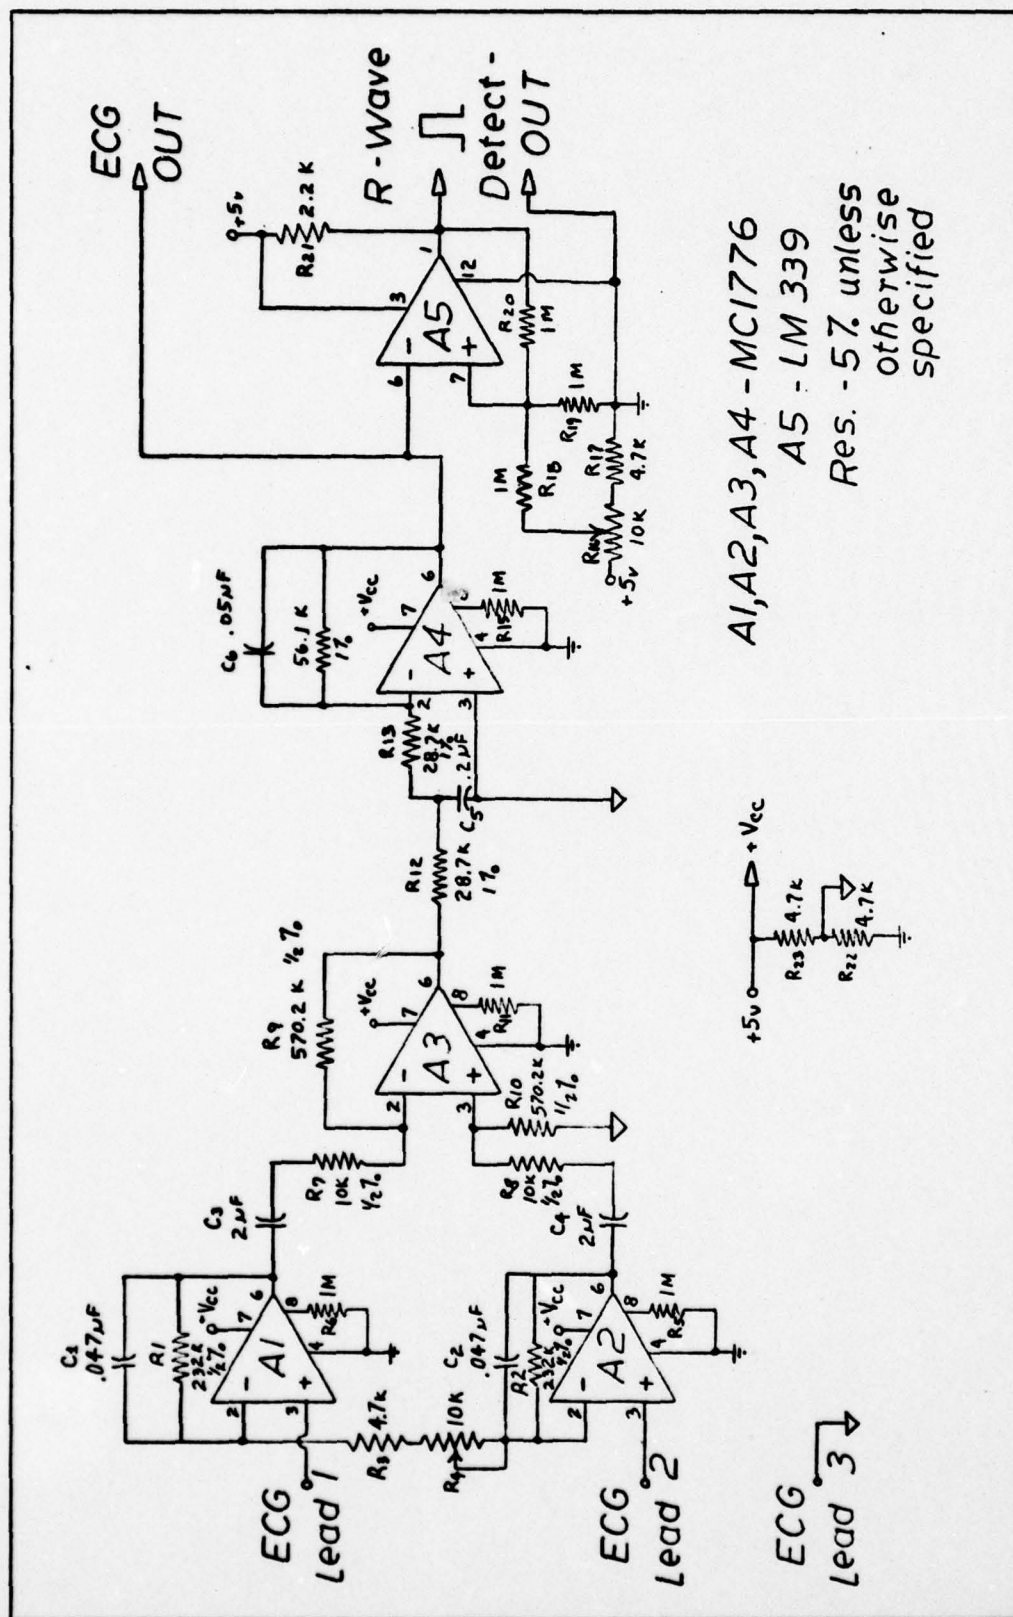 ECG
OUT
R-Wave
Detect-
OUT
+5v
R21
2.2K
3
1
12
A5
-
+
6
7
R20
1M
R19
1M
R18
1M
R17
4.7K
10K
+5v
C6 .05µF
56.1K
1%
+Vcc
7
6
A4
-
+
2
3
4
R15
1M
R13
28.7K
1%
.2µF
C5
R12
28.7K
1%
R9
570.2K ½%
+Vcc
7
6
8
A3
-
+
2
3
4
R11
1M
R10
570.2K
1/2%
R7
10K
½%
R8
10K
½%
C3
2µF
C4
2µF
C1
.047µF
R1
232K
½%
+Vcc
7
6
8
A1
-
+
2
3
4
R6
1M
R3
4.7K
R4
10K
C2
.047µF
R2
232K
½%
+Vcc
7
6
8
A2
-
+
2
3
4
R5
1M
ECG
Lead 1
ECG
Lead 2
ECG
Lead 3
+5v
+Vcc
R23
4.7K
R22
4.7K
A1,A2,A3,A4-MC1776
A5-LM339
Res.-5% unless
otherwise
specified